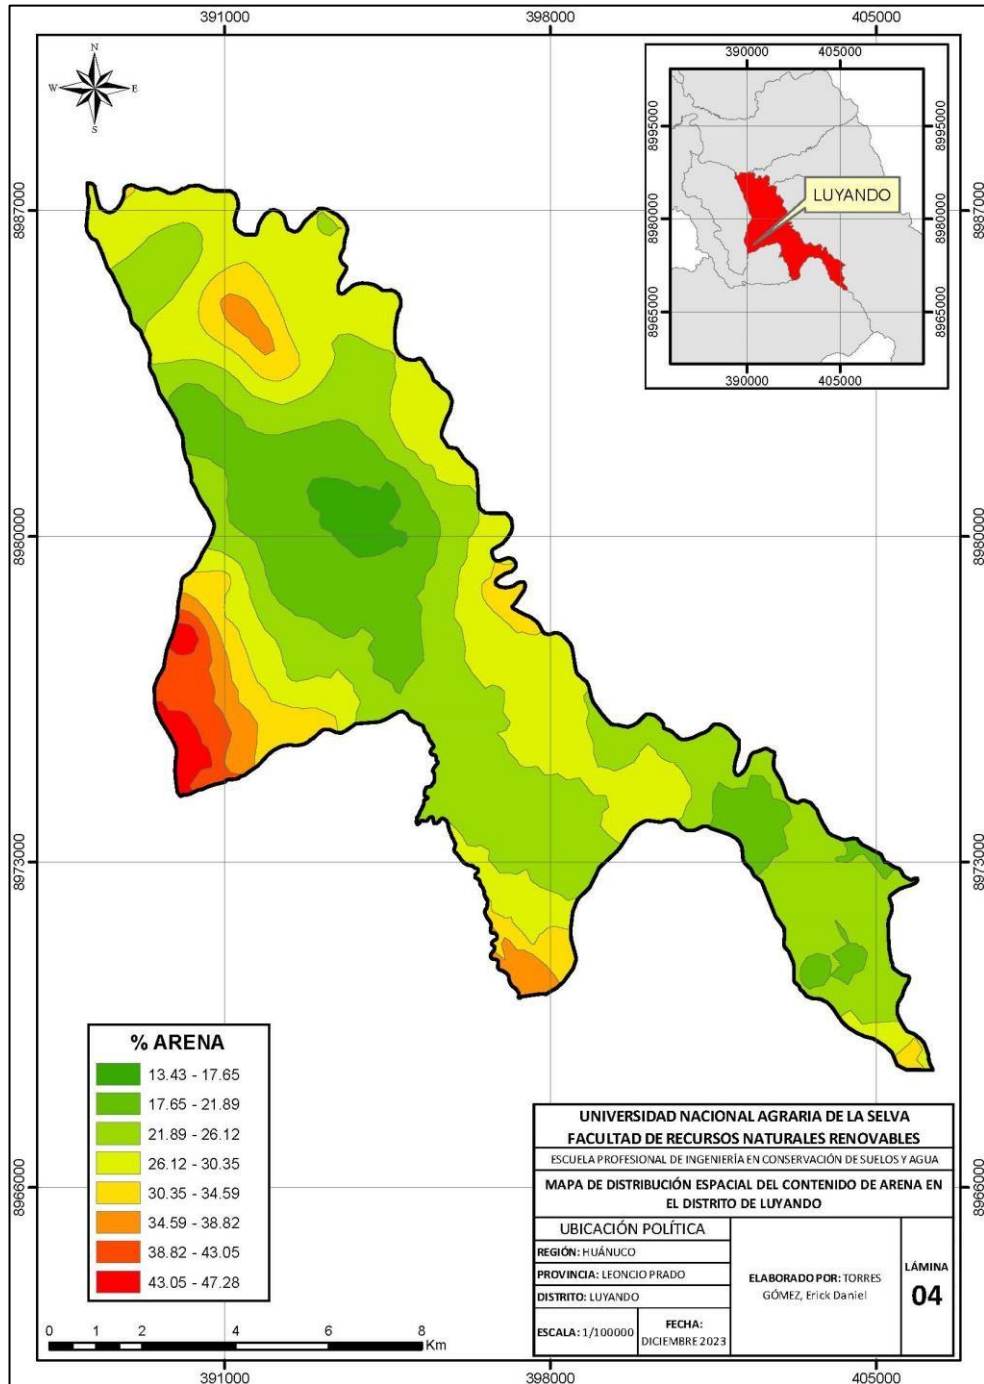 391000 398000 405000
N
W E
S
390000 405000
8995000 8995000
8980000 8980000
8965000 8965000
LUYANDO
390000 405000
8987000 8987000
8980000 8980000
8973000 8973000
8966000 8966000
% ARENA
13.43 - 17.65
17.65 - 21.89
21.89 - 26.12
26.12 - 30.35
30.35 - 34.59
34.59 - 38.82
38.82 - 43.05
43.05 - 47.28
0 1 2 4 6 8
Km
UNIVERSIDAD NACIONAL AGRARIA DE LA SELVA
FACULTAD DE RECURSOS NATURALES RENOVABLES
ESCUELA PROFESIONAL DE INGENIERÍA EN CONSERVACIÓN DE SUELOS Y AGUA
MAPA DE DISTRIBUCIÓN ESPACIAL DEL CONTENIDO DE ARENA EN
EL DISTRITO DE LUYANDO
UBICACIÓN POLÍTICA
REGIÓN: HUÁNUCO
PROVINCIA: LEONCIO PRADO
DISTRITO: LUYANDO
ESCALA: 1/100000
FECHA:
DICIEMBRE 2023
ELABORADO POR: TORRES
GÓMEZ, Erick Daniel
LÁMINA
04
391000 398000 405000